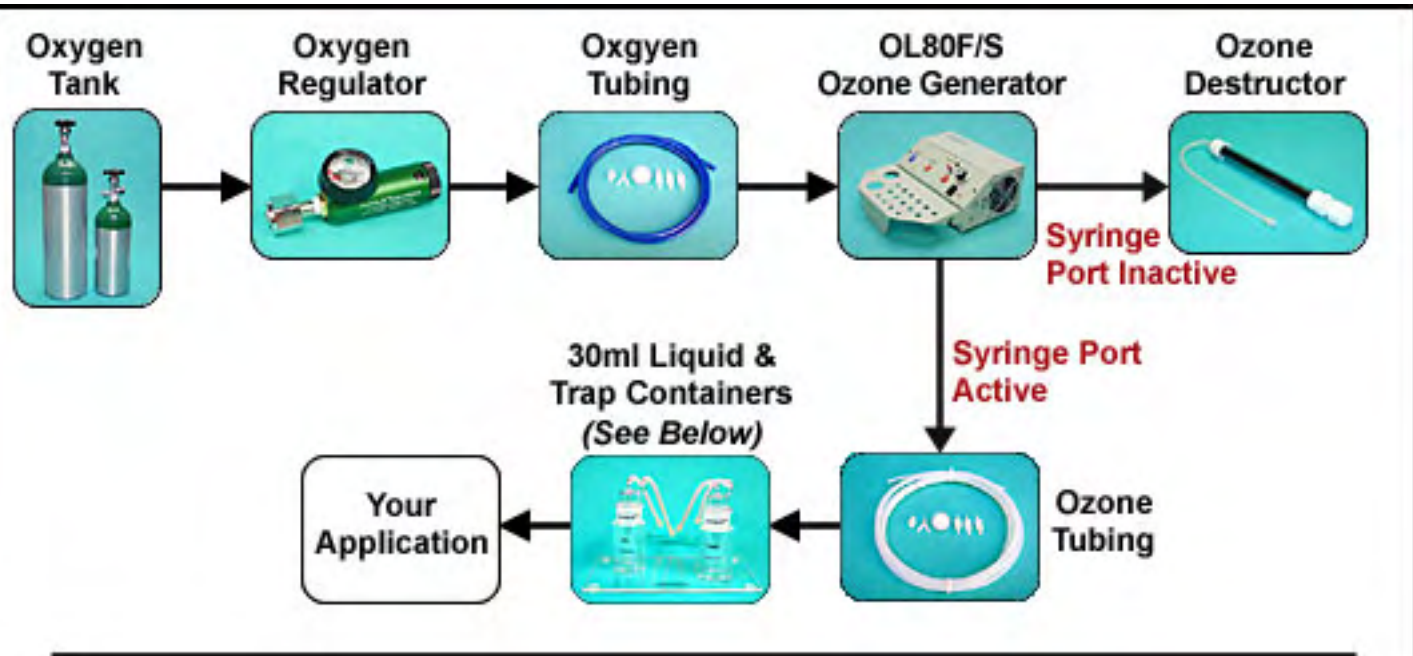 Oxygen
Tank
Oxygen
Regulator
Oxgyen
Tubing
OL80F/S
Ozone Generator
Ozone
Destructor
Syringe
Port Inactive
Syringe Port
Active
30ml Liquid &
Trap Containers
(See Below)
Your
Application
Ozone
Tubing